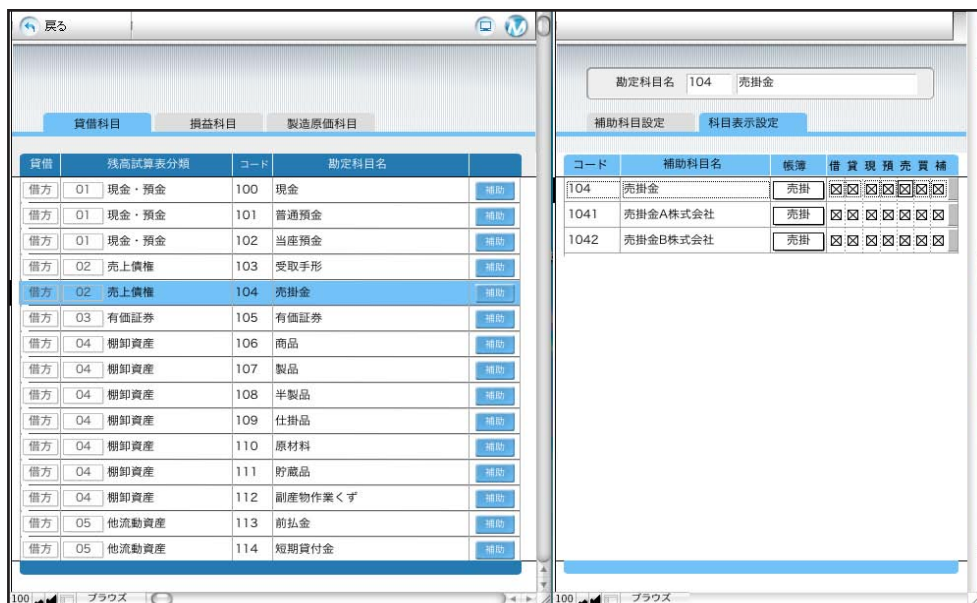 戻る
勘定科目名 104 売掛金
貸借科目 損益科目 製造原価科目
補助科目設定 科目表示設定
貸借 残高試算表分類 コード 勘定科目名
借方 01 現金・預金 100 現金 補助
借方 01 現金・預金 101 普通預金 補助
借方 01 現金・預金 102 当座預金 補助
借方 02 売上債権 103 受取手形 補助
借方 02 売上債権 104 売掛金 補助
借方 03 有価証券 105 有価証券 補助
借方 04 棚卸資産 106 商品 補助
借方 04 棚卸資産 107 製品 補助
借方 04 棚卸資産 108 半製品 補助
借方 04 棚卸資産 109 仕掛品 補助
借方 04 棚卸資産 110 原材料 補助
借方 04 棚卸資産 111 貯蔵品 補助
借方 04 棚卸資産 112 副産物作業くず 補助
借方 05 他流動資産 113 前払金 補助
借方 05 他流動資産 114 短期貸付金 補助
100 ブラウズ
コード 補助科目名 帳簿 借 貸 現 預 売 買 補
104 売掛金 売掛
1041 売掛金A株式会社 売掛
1042 売掛金B株式会社 売掛
100 ブラウズ